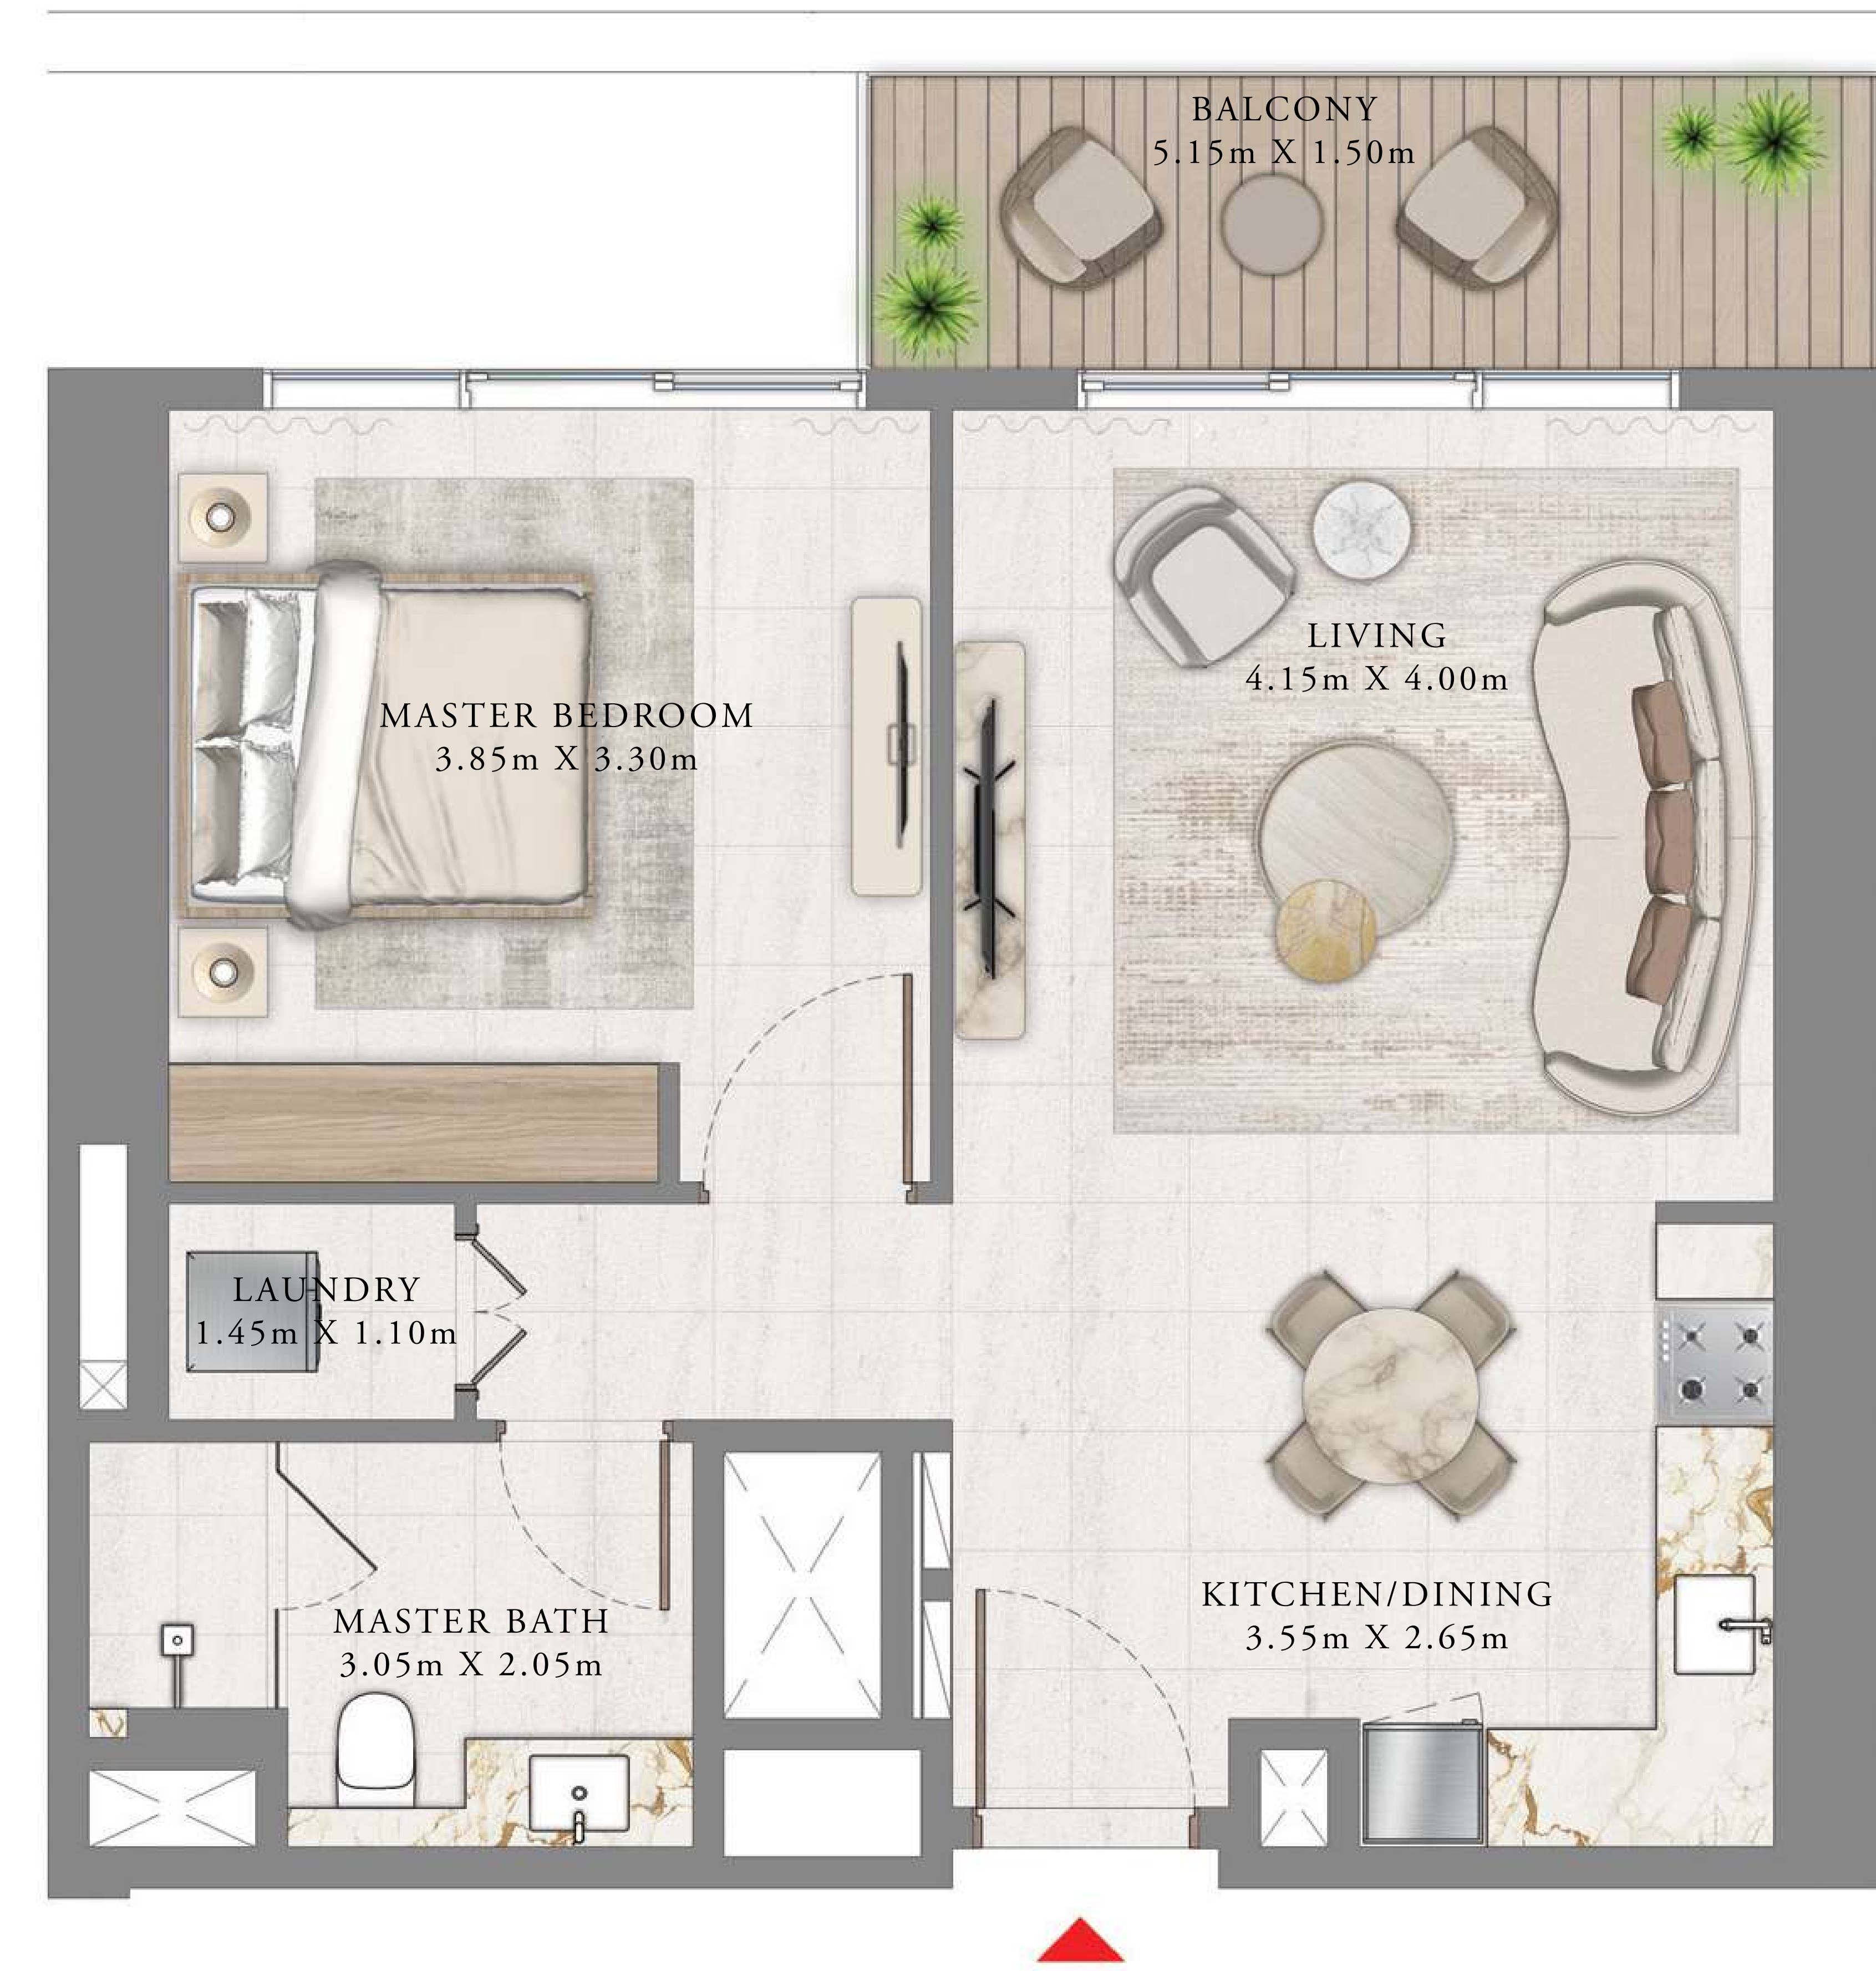 BALCONY
5.15m X 1.50m
LIVING
4.15m X 4.00m
MASTER BEDROOM
3.85m X 3.30m
LAUNDRY
1.45m X 1.10m
KITCHEN/DINING
3.55m X 2.65m
MASTER BATH
3.05m X 2.05m